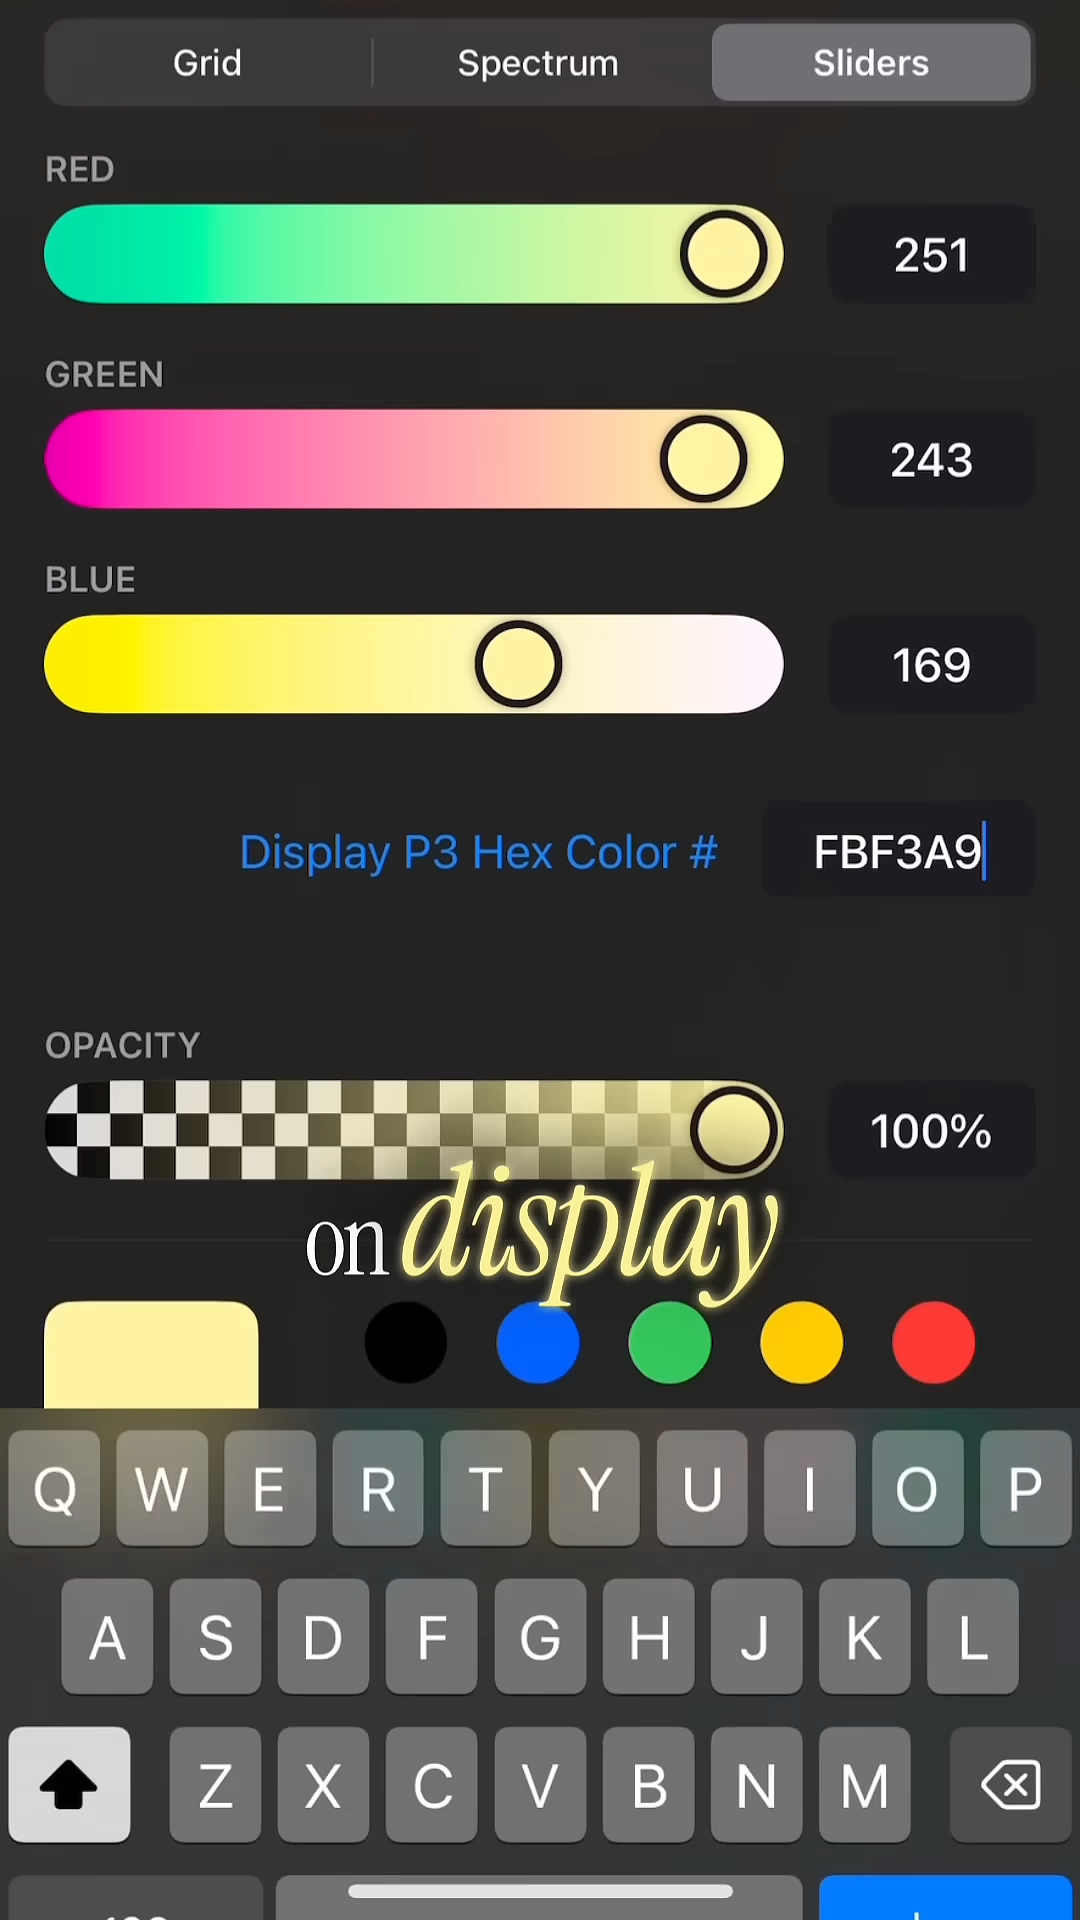 Grid Spectrum Sliders
RED
251
GREEN
243
BLUE
169
Display P3 Hex Color # FBF3A9
OPACITY
100%
on display
Q W E R T Y U I O P
A S D F G H J K L
Z X C V B N M